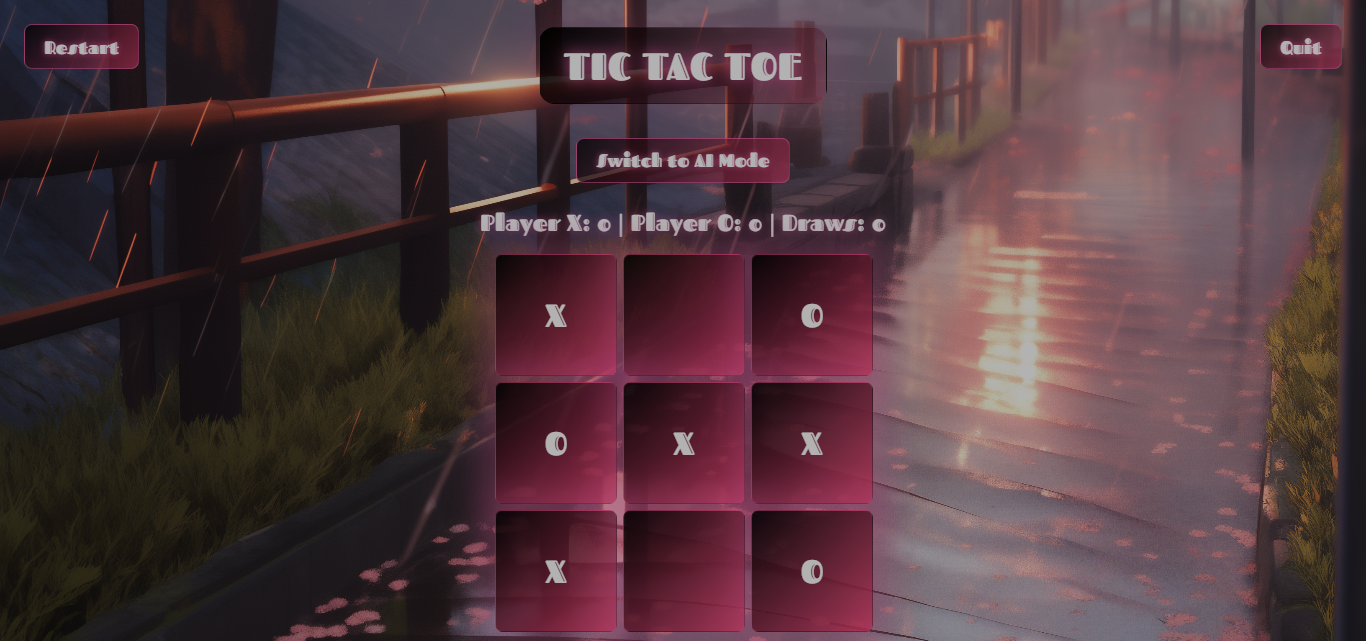 Restart
TIC TAC TOE
Quit
Switch to AI Mode
Player X: 0 | Player O: 0 | Draws: 0
X O
O X X
X O